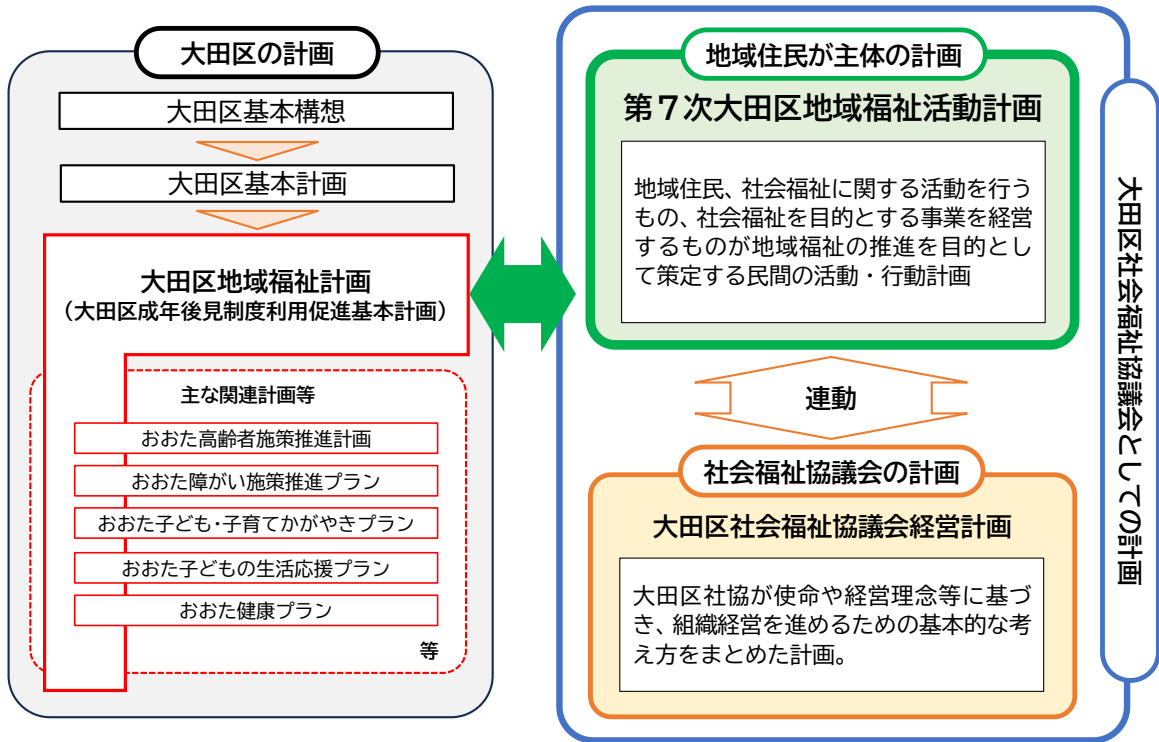 大田区の計画
大田区基本構想
大田区基本計画
大田区地域福祉計画
（大田区成年後見制度利用促進基本計画）
主な関連計画等
おおた高齢者施策推進計画
おおた障がい施策推進プラン
おおた子ども・子育てかがやきプラン
おおた子どもの生活応援プラン
おおた健康プラン
等
地域住民が主体の計画
第７次大田区地域福祉活動計画
地域住民、社会福祉に関する活動を行う
もの、社会福祉を目的とする事業を経営
するものが地域福祉の推進を目的とし
て策定する民間の活動・行動計画
連動
社会福祉協議会の計画
大田区社会福祉協議会経営計画
大田区社協が使命や経営理念等に基づ
き、組織経営を進めるための基本的な考
え方をまとめた計画。
大田区社会福祉協議会としての計画